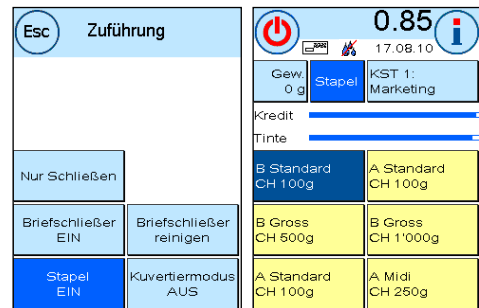 Esc
Zuführung
Nur Schließen
Briefschließer
EIN
Briefschließer
reinigen
Stapel
EIN
Kuvertiermodus
AUS
0.85
17.08.10
i
Gew.
0 g
Stapel
KST 1:
Marketing
Kredit
Tinte
B Standard
CH 100g
A Standard
CH 100g
B Gross
CH 500g
B Gross
CH 1'000g
A Standard
CH 100g
A Midi
CH 250g